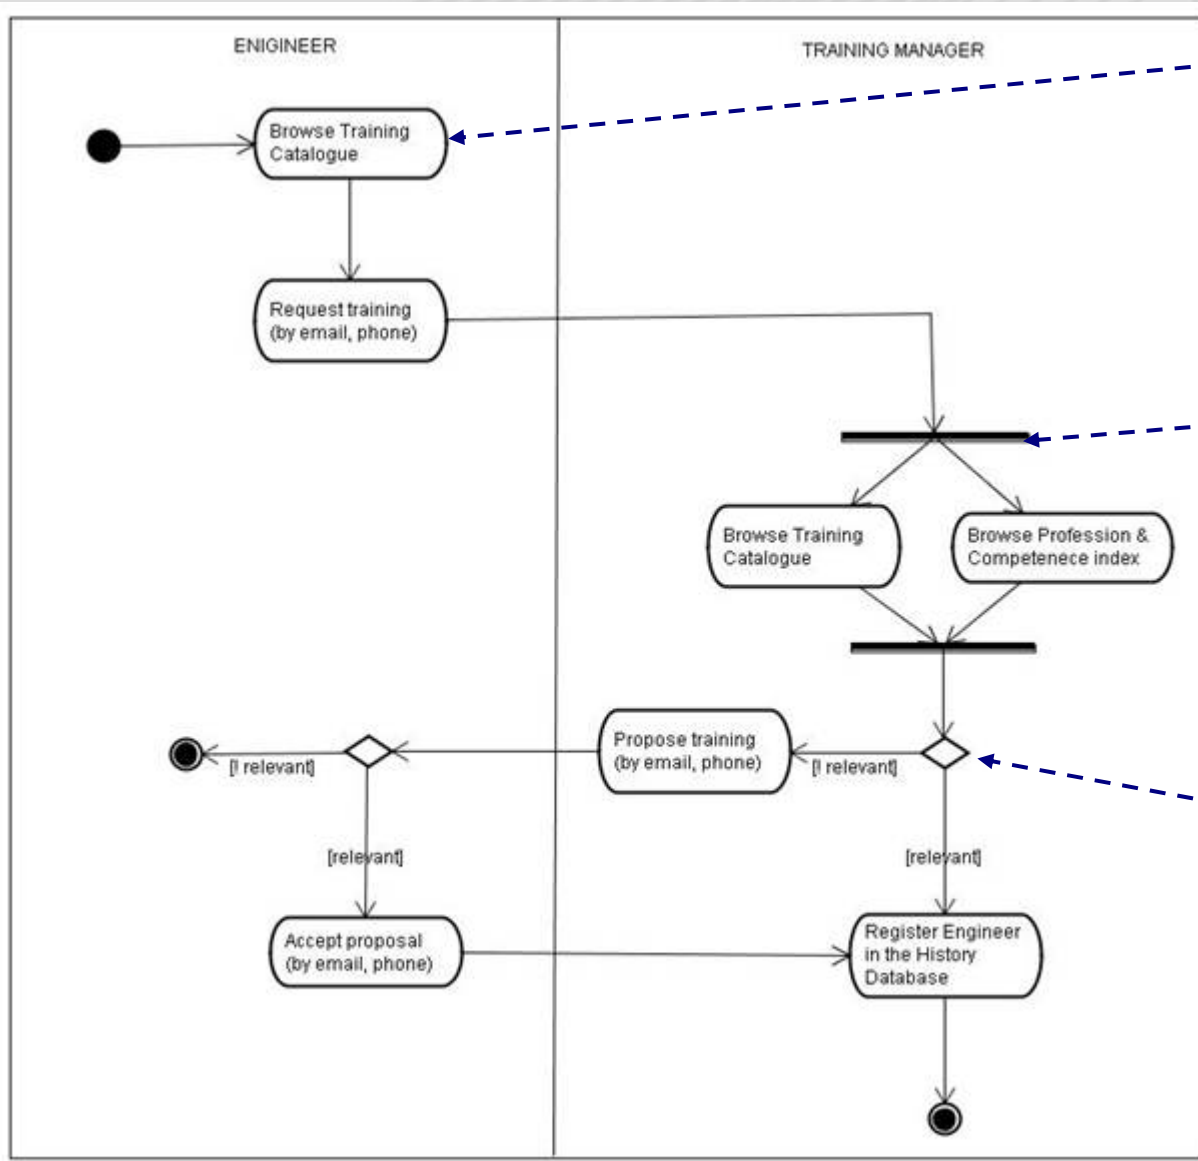 ENIGINEER
TRAINING MANAGER
Browse Training
Catalogue
Request training
(by email, phone)
Browse Training
Catalogue
Browse Profession &
Competenece index
Propose training
(by email, phone)
[! relevant]
[! relevant]
[relevant]
[relevant]
Accept proposal
(by email, phone)
Register Engineer
in the History
Database